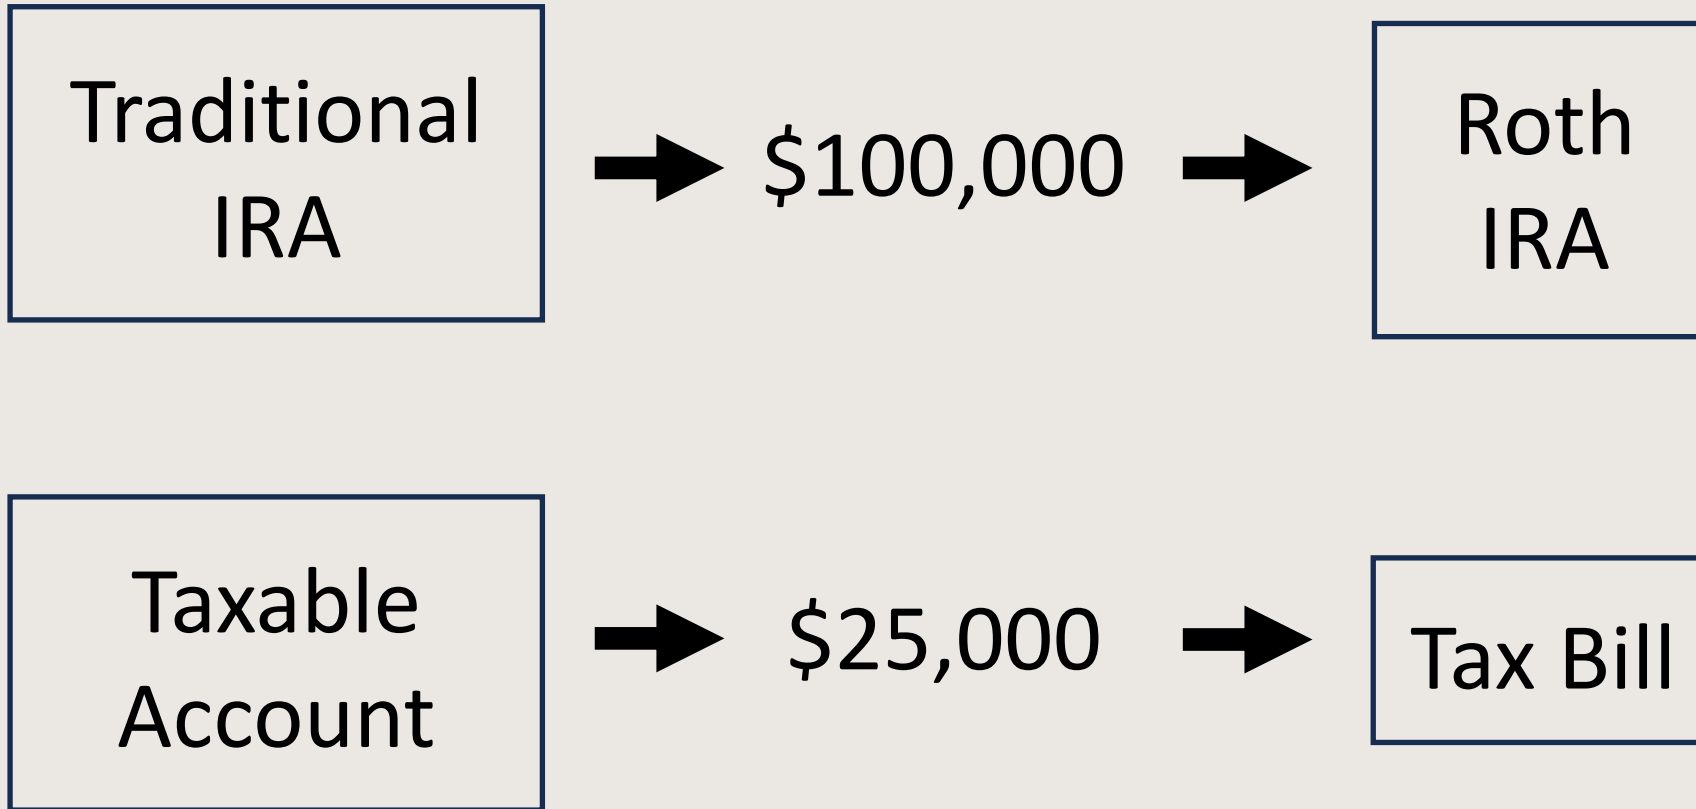 Traditional
IRA
$100,000
Roth
IRA
Taxable
Account
$25,000
Tax Bill